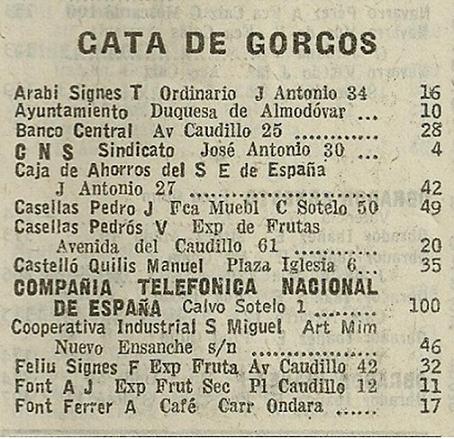 GATA DE GORGOS
Arabi Signes T Ordinario J Antonio 34 16
Ayuntamiento Duquesa de Almodóvar ... 10
Banco Central Av Caudillo 25 ............ 28
C N S Sindicato José Antonio 30 ... 4
Caja de Ahorros del S E de España
J Antonio 27 ........................ 42
Casellas Pedro J Fca Muebl C Sotelo 50 49
Casellas Pedrós V Exp de Frutas
Avenida del Caudillo 61 ............ 20
Castelló Quilis Manuel Plaza Iglesia 6... 35
COMPAÑIA TELEFONICA NACIONAL
DE ESPAÑA Calvo Sotelo 1 ......... 100
Cooperativa Industrial S Miguel Art Mim
Nuevo Ensanche s/n .................. 46
Feliu Signes F Exp Fruta Av Caudillo 42 32
Font A J Exp Frut Sec Pl Caudillo 12 11
Font Ferrer A Café Carr Ondara ...... 17